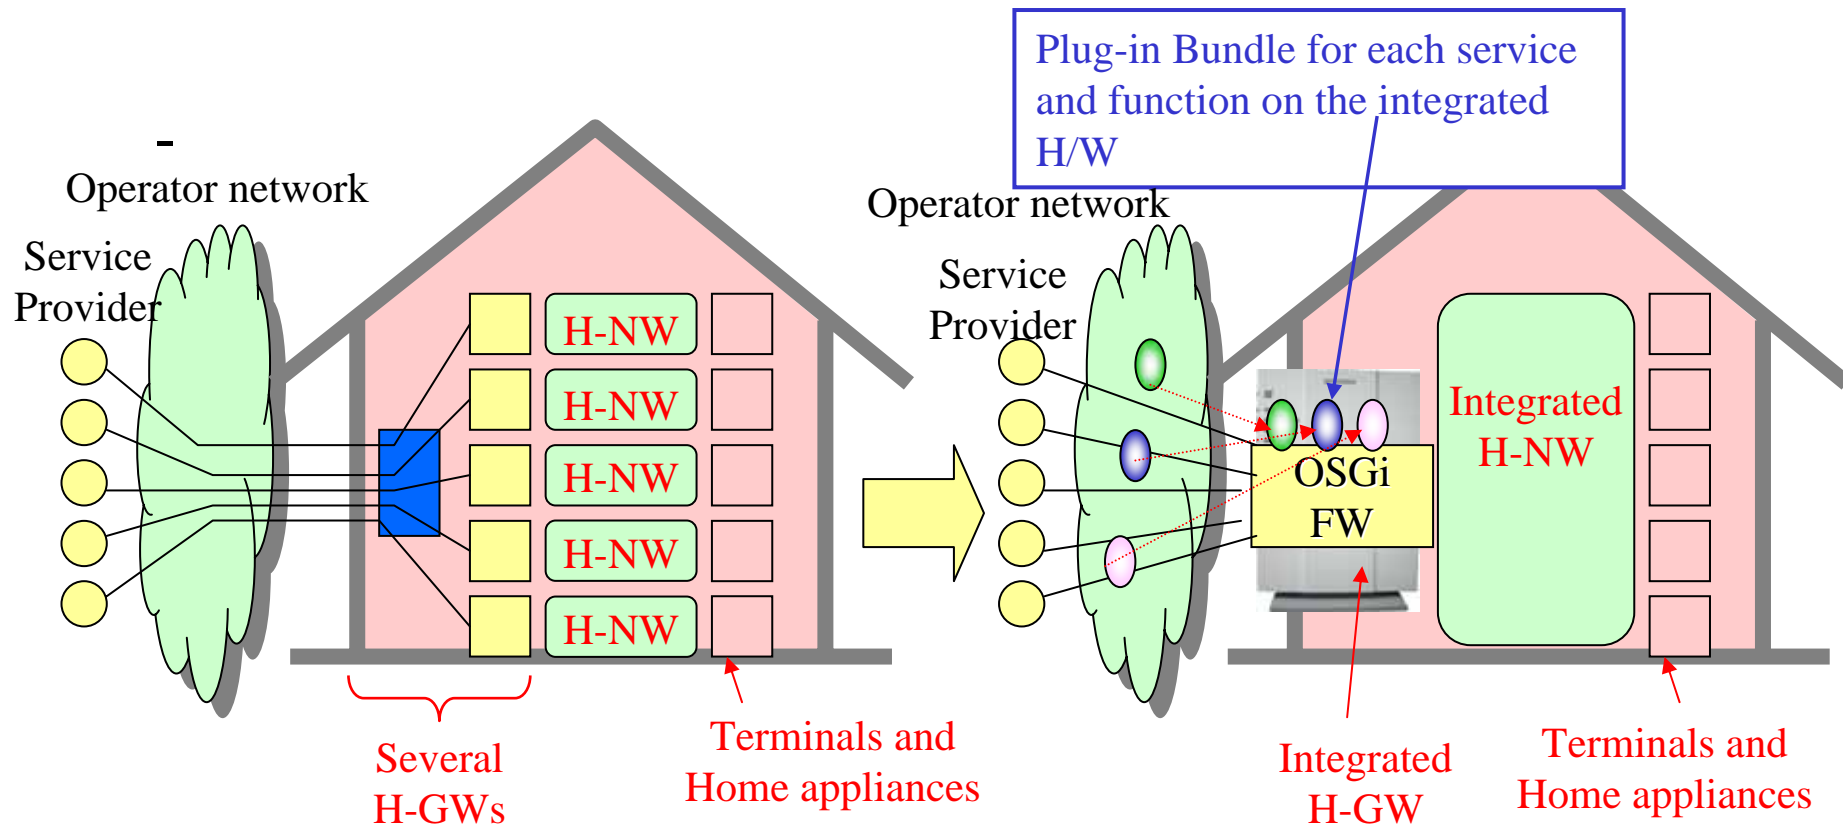 Plug-in Bundle for each service
and function on the integrated
H/W
-
Operator network
Service
Provider
H-NW
H-NW
H-NW
H-NW
H-NW
Several
H-GWs
Terminals and
Home appliances
Operator network
Service
Provider
OSGi
FW
Integrated
H-NW
Integrated
H-GW
Terminals and
Home appliances